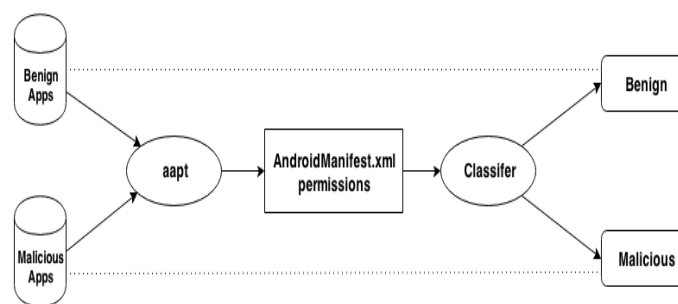 Benign
Apps
aapt
AndroidManifest.xml
permissions
Classifer
Benign
Malicious
Apps
Malicious